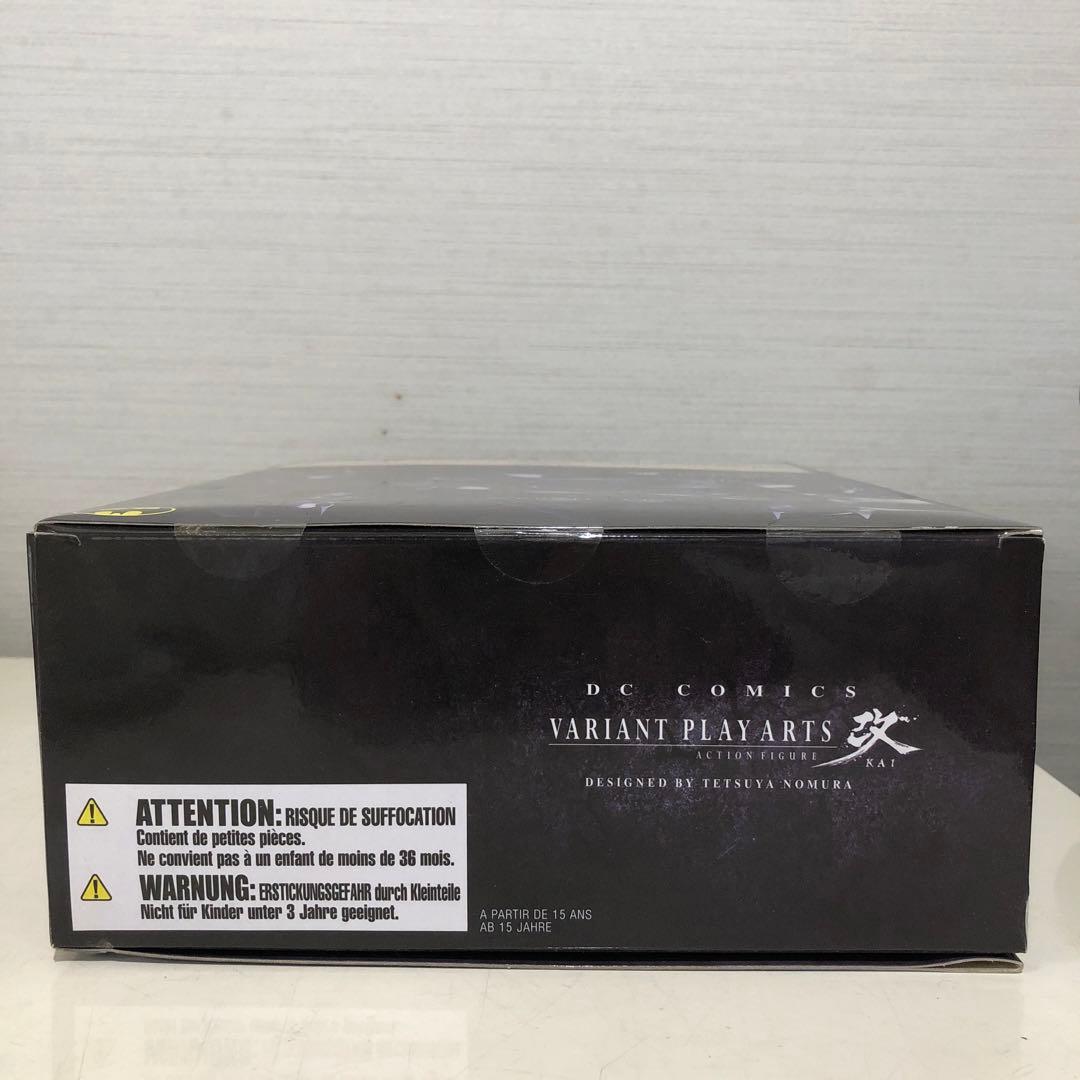 DC COMICS
VARIANT PLAY ARTS 改
ACTION FIGURE KAI
DESIGNED BY TETSUYA NOMURA
ATTENTION: RISQUE DE SUFFOCATION
Contient de petites pièces.
Ne convient pas à un enfant de moins de 36 mois.
WARNUNG: ERSTICKUNGSGEFAHR durch Kleinteile
Nicht für Kinder unter 3 Jahre geeignet.
A PARTIR DE 15 ANS
AB 15 JAHRE